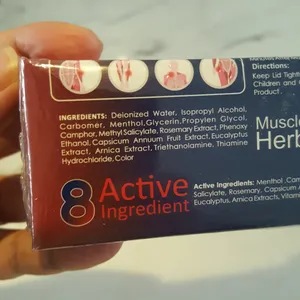 Directions:
Keep Lid Tight
Children and
Product.
INGREDIENTS: Deionized Water, Isopropyl Alcohol,
Carbomer, Menthol,Glycerin,Propylen Glycol,
Camphor, Methyl Salicylate, Rosemary Extract, Phenoxy
Ethanol, Capsicum Annuum Fruit Extract, Eucalyptus
Extract, Arnica Extract, Triethanolamine, Thiamine
Hydrochloride, Color
Muscle
Herb
8 Active
Ingredient
Active Ingredients: Menthol ,Cam
Salicylate, Rosemary, Capsicum An
Eucalyptus, Arnica Extracts, Vitam